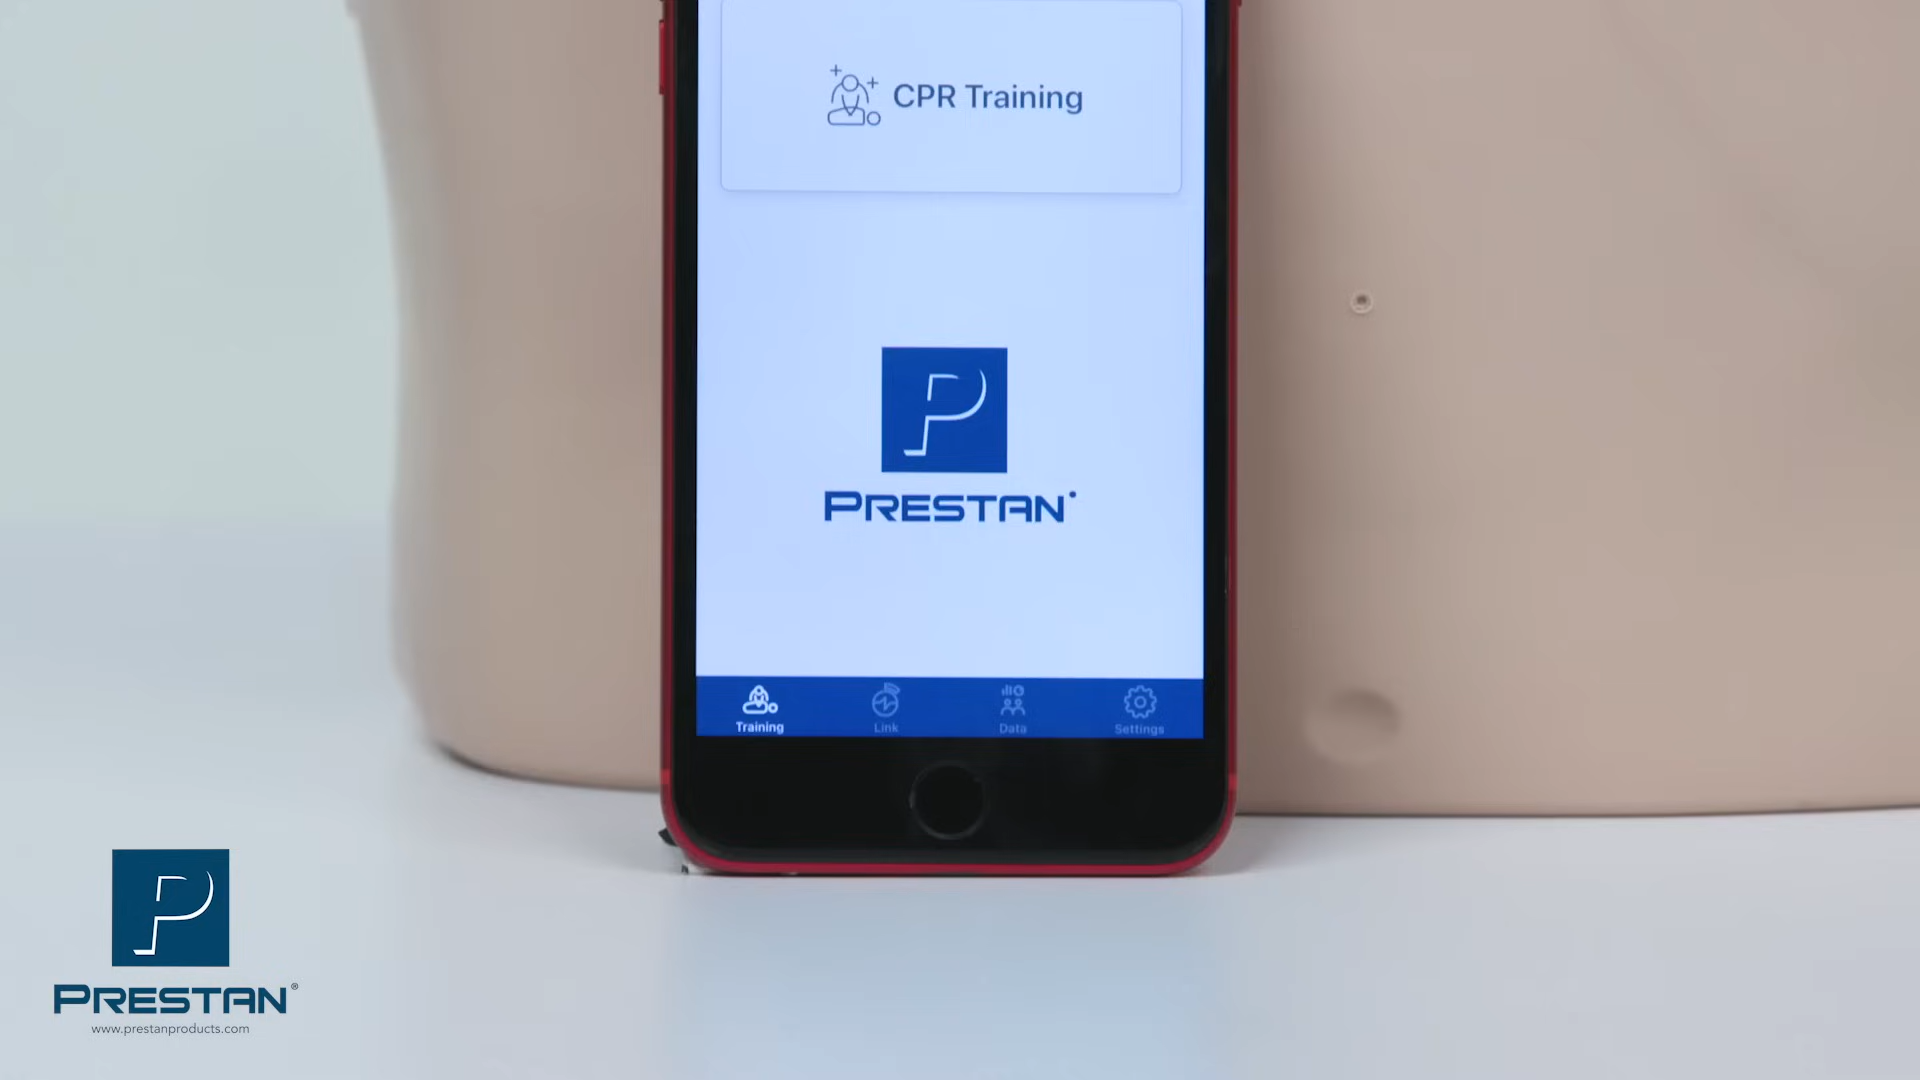 CPR Training
PRESTAN
Training
Link
Data
Settings
PRESTAN®
www.prestanproducts.com